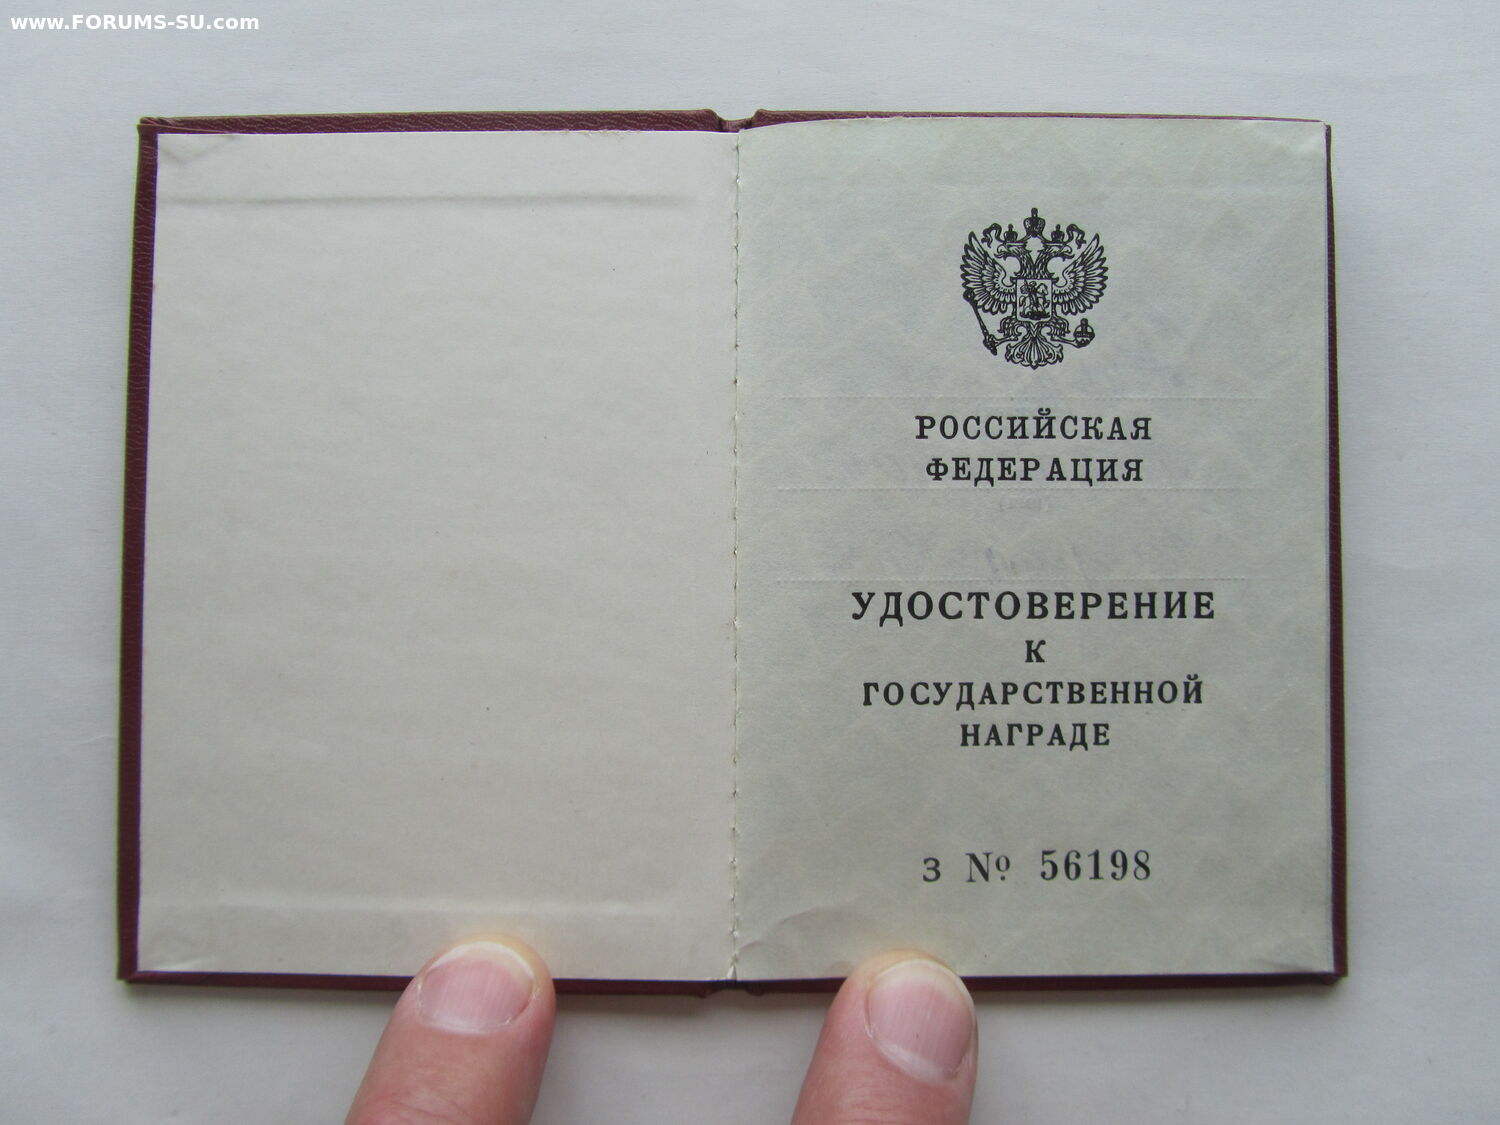 www.FORUMS-SU.com
РОССИЙСКАЯ
ФЕДЕРАЦИЯ
УДОСТОВЕРЕНИЕ
К
ГОСУДАРСТВЕННОЙ
НАГРАДЕ
З № 56198